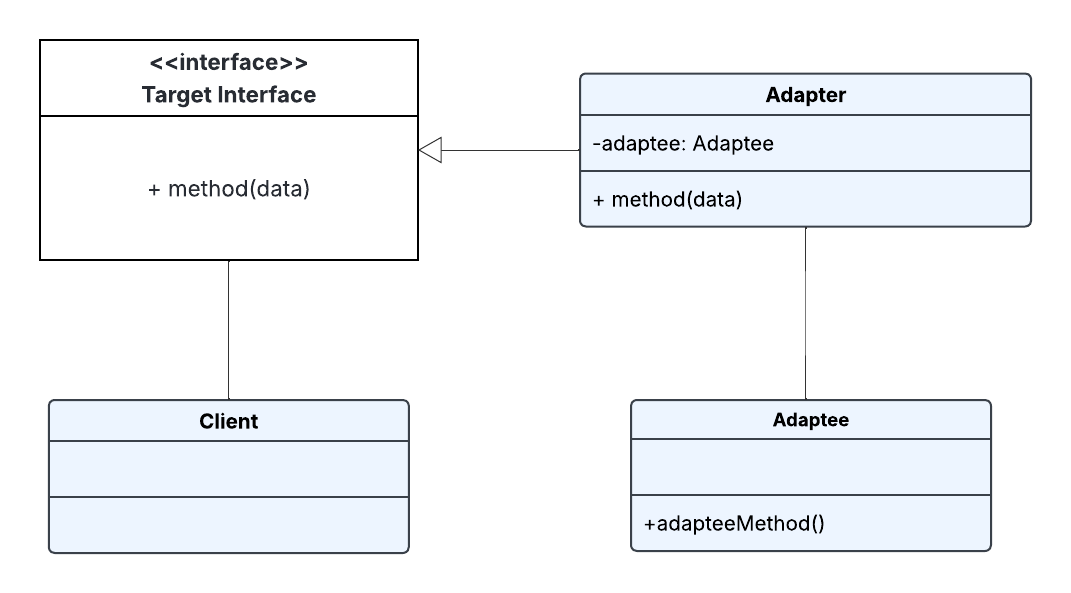 <<interface>>
Target Interface
+ method(data)
Adapter
-adaptee: Adaptee
+ method(data)
Client
Adaptee
+adapteeMethod()